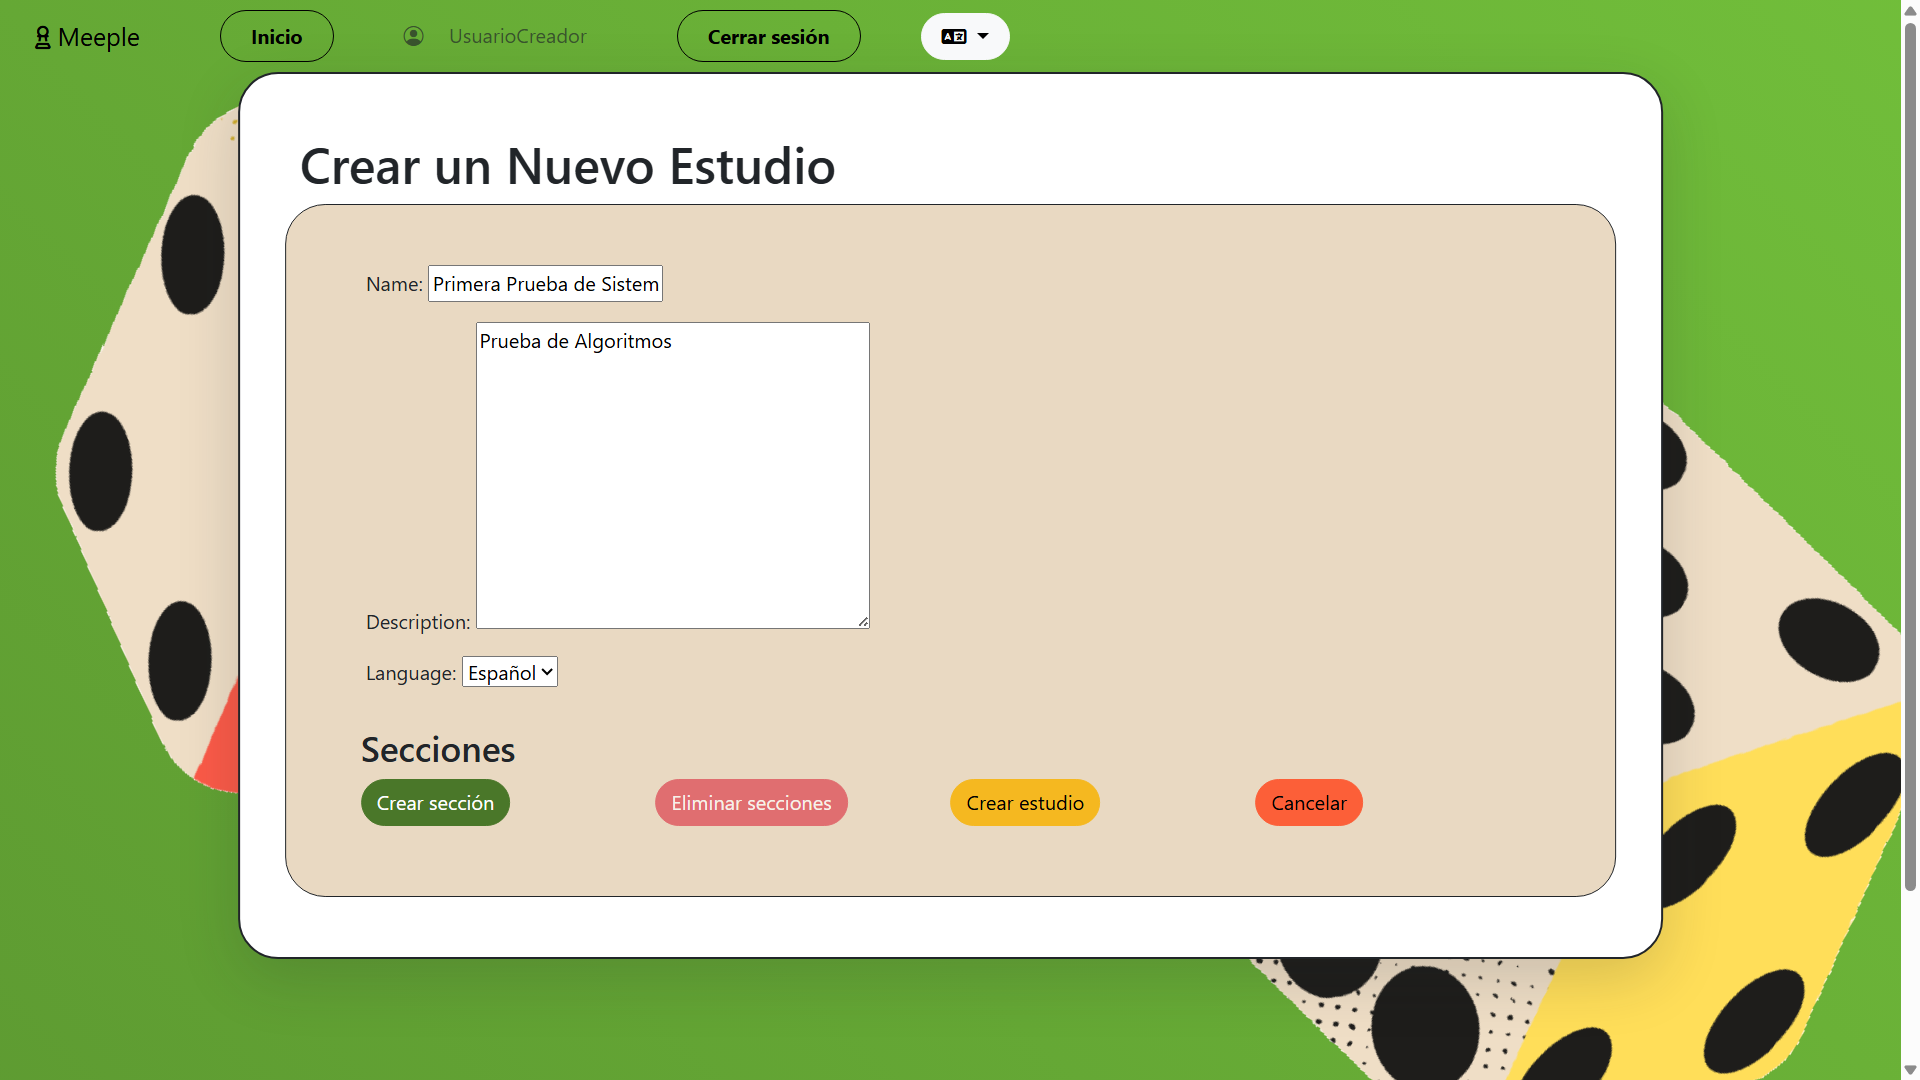 Meeple Inicio UsuarioCreador Cerrar sesión
Crear un Nuevo Estudio
Name: Primera Prueba de Sistem
Prueba de Algoritmos
Description:
Language: Español
Secciones
Crear sección Eliminar secciones Crear estudio Cancelar